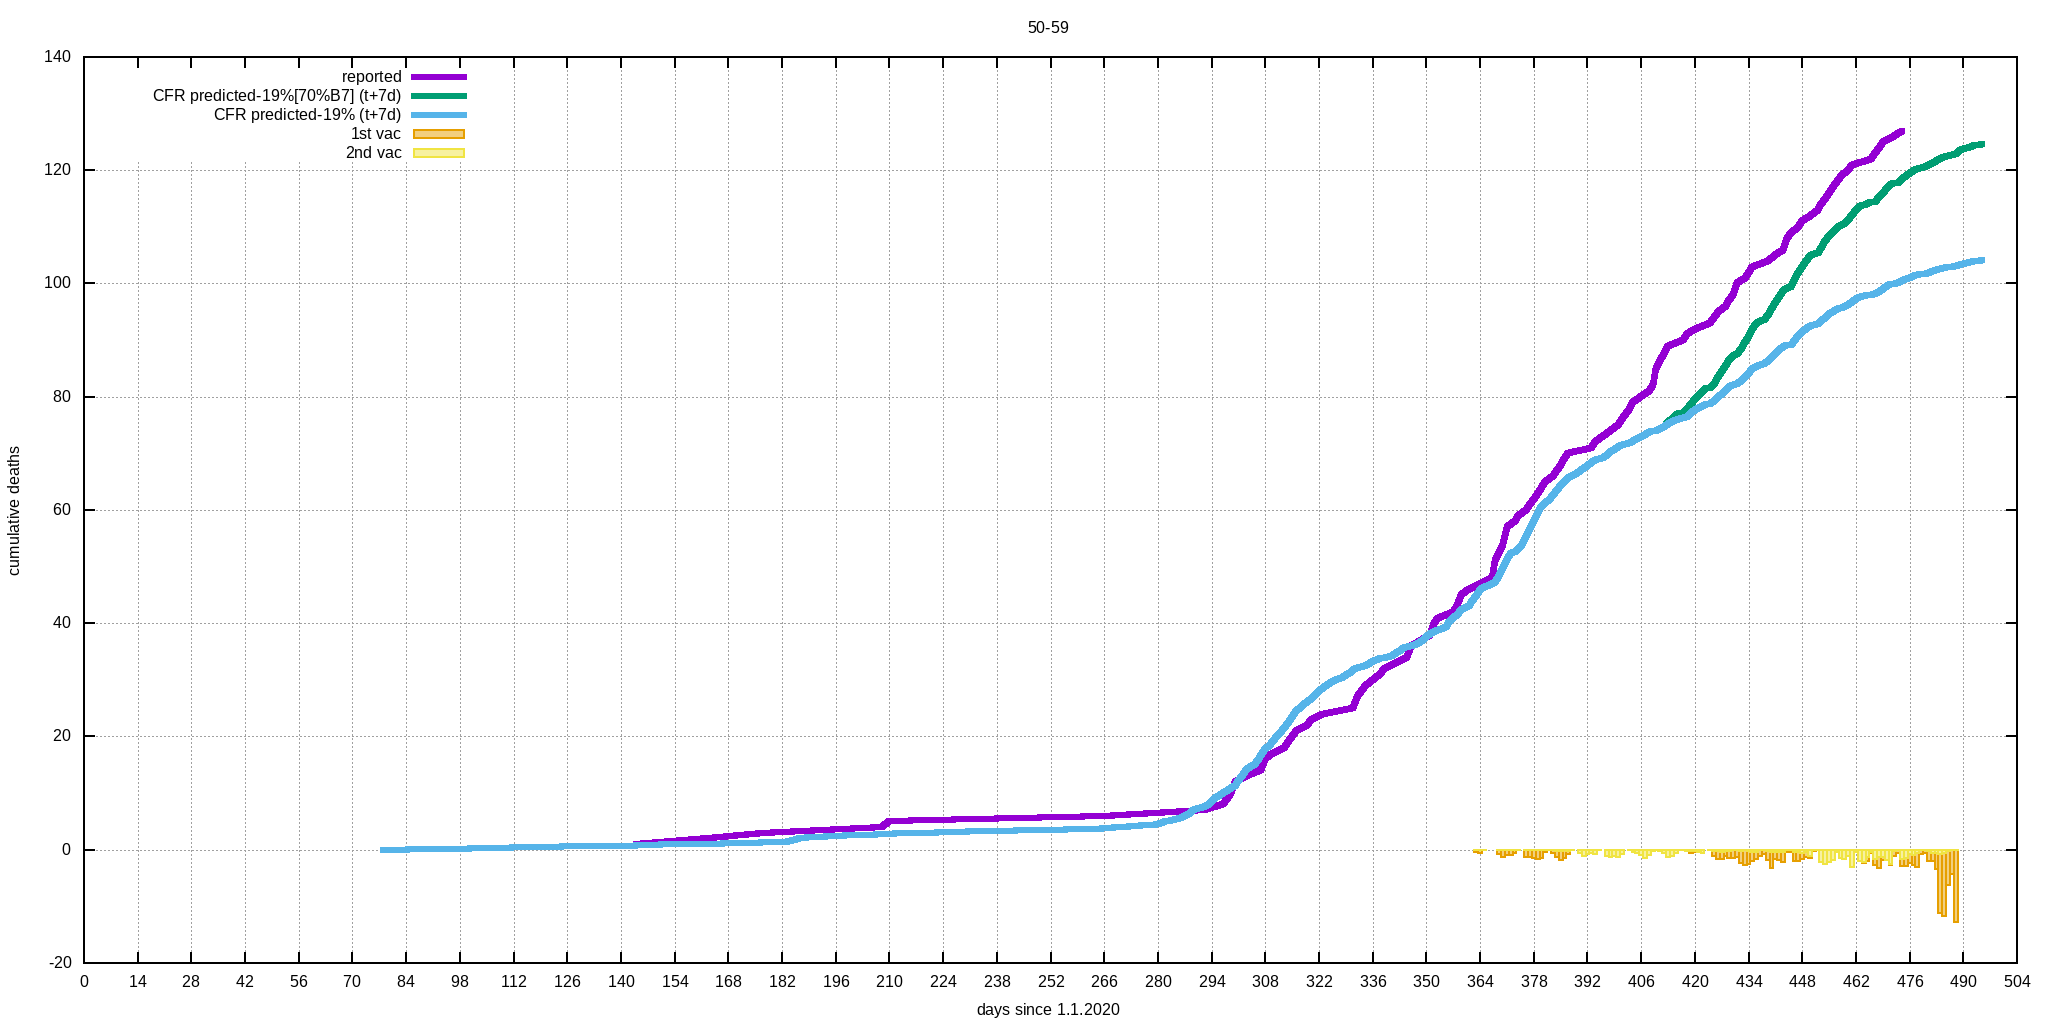 50-59
140
120
100
80
60
40
20
0
-20
reported
CFR predicted-19%[70%B7] (t+7d)
CFR predicted-19% (t+7d)
1st vac
2nd vac
cumulative deaths
0 14 28 42 56 70 84 98 112 126 140 154 168 182 196 210 224 238 252 266 280 294 308 322 336 350 364 378 392 406 420 434 448 462 476 490 504
days since 1.1.2020